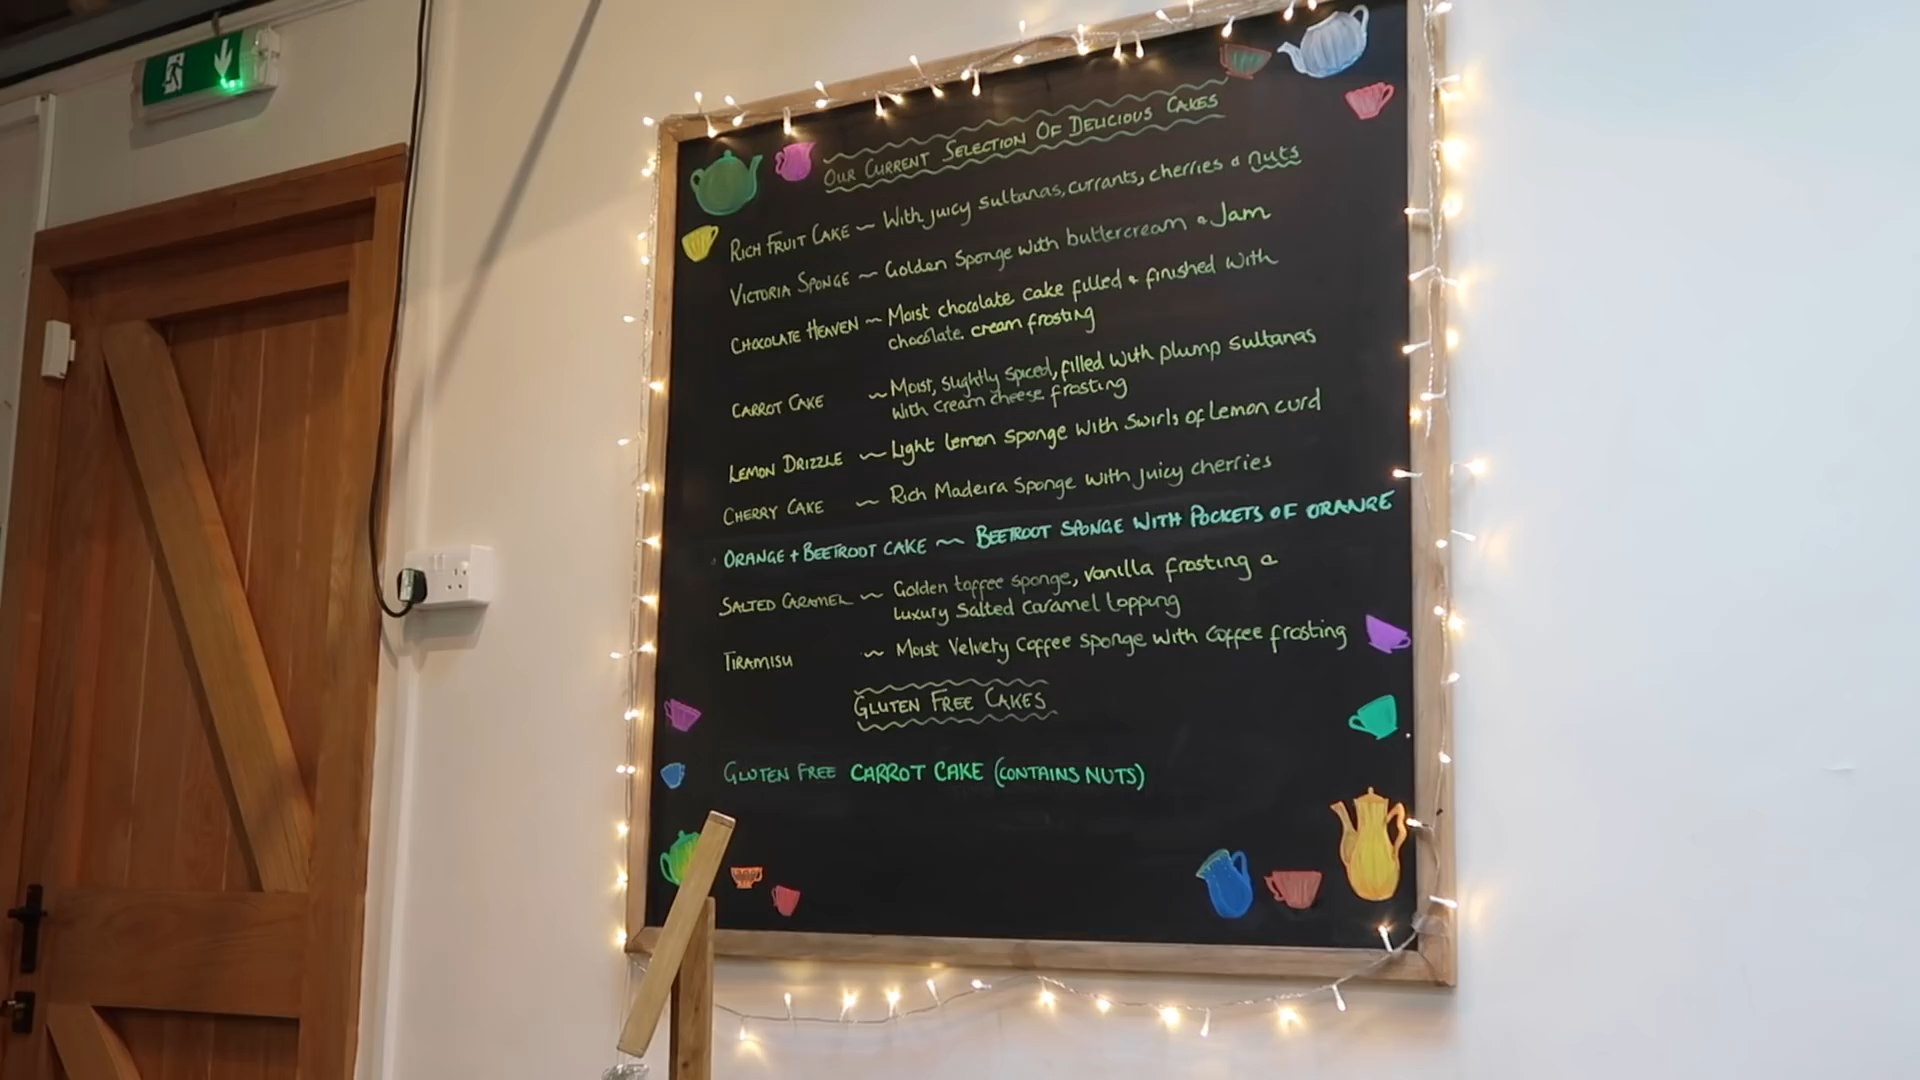 OUR CURRENT SELECTION OF DELICIOUS CAKES
RICH FRUIT CAKE ~ With juicy sultanas, currants, cherries & nuts
VICTORIA SPONGE ~ Golden Sponge with buttercream & Jam
CHOCOLATE HEAVEN ~ Moist chocolate cake filled & finished with
chocolate cream frosting
CARROT CAKE ~ Moist, slightly spiced, filled with plump sultanas
with cream cheese frosting
LEMON DRIZZLE ~ Light lemon sponge with swirls of Lemon curd
CHERRY CAKE ~ Rich Madeira Sponge with juicy cherries
ORANGE + BEETROOT CAKE ~ BEETROOT SPONGE WITH POCKETS OF ORANGE
SALTED CARAMEL ~ Golden toffee sponge, vanilla frosting &
Luxury Salted caramel topping
TIRAMISU ~ Moist Velvety Coffee sponge with Coffee frosting
GLUTEN FREE CAKES
GLUTEN FREE CARROT CAKE (CONTAINS NUTS)